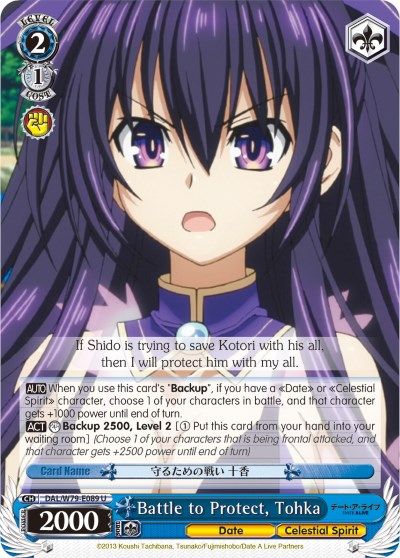 LEVEL
2
1
COST
If Shido is trying to save Kotori with his all,
then I will protect him with my all.
AUTO When you use this card's "Backup", if you have a «Date» or «Celestial
Spirit» character, choose 1 of your characters in battle, and that character
gets +1000 power until end of turn.
ACT Backup 2500, Level 2 [① Put this card from your hand into your
waiting room] (Choose 1 of your characters that is being frontal attacked, and
that character gets +2500 power until end of turn)
Card Name 守るための戦い 十香
CD DAL/W79-E089 U
Battle to Protect, Tohka
デート・ア・ライブ
DATE A LIVE
POWER
2000
Date
Celestial Spirit
©2013 Koushi Tachibana, Tsunako/Fujimishobo/Date A Live Partners